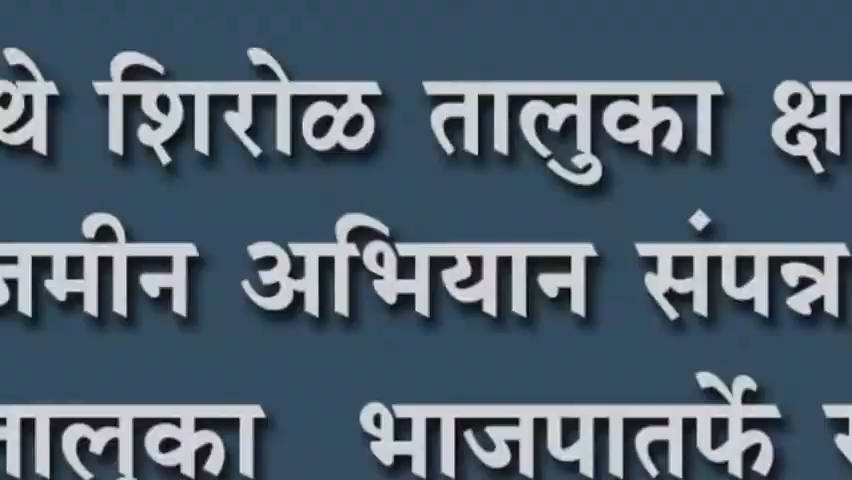 थे शिरोळ तालुका क्ष
जमीन अभियान संपन्न
तालुका भाजपातर्फे